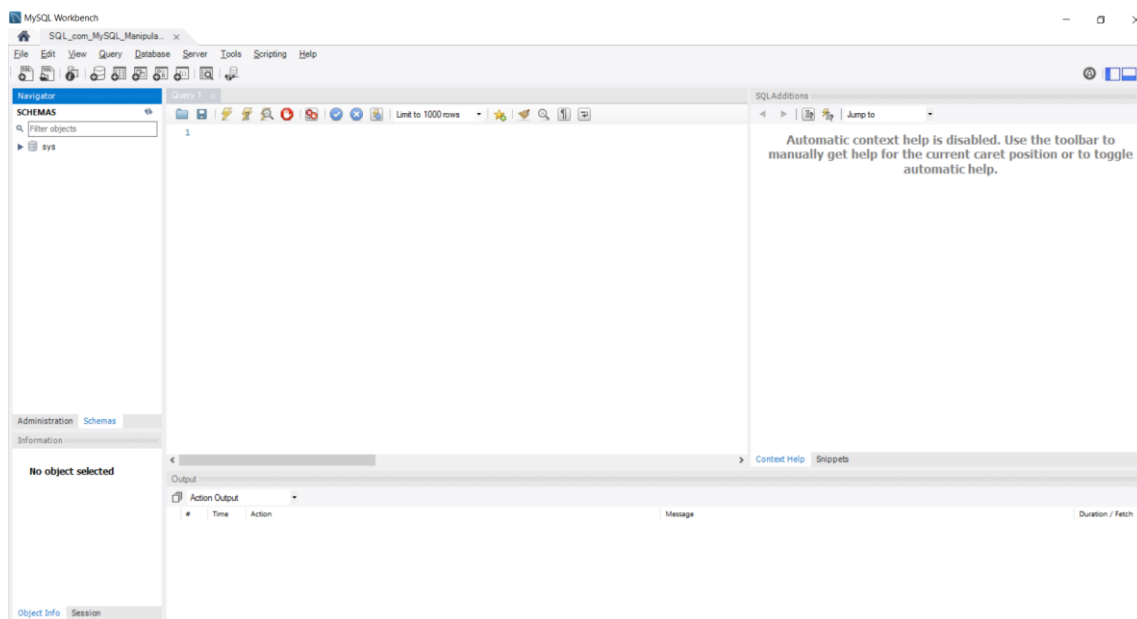 MySQL Workbench
SQL_com_MySQL_Manipula... ×
File Edit View Query Database Server Tools Scripting Help
Navigator
SCHEMAS
Filter objects
sys
Administration Schemas
Information
No object selected
Object Info Session
Query 1 ×
Limit to 1000 rows
1
Output
Action Output
# Time Action Message Duration / Fetch
SQLAdditions
Jump to
Automatic context help is disabled. Use the toolbar to
manually get help for the current caret position or to toggle
automatic help.
Context Help Snippets